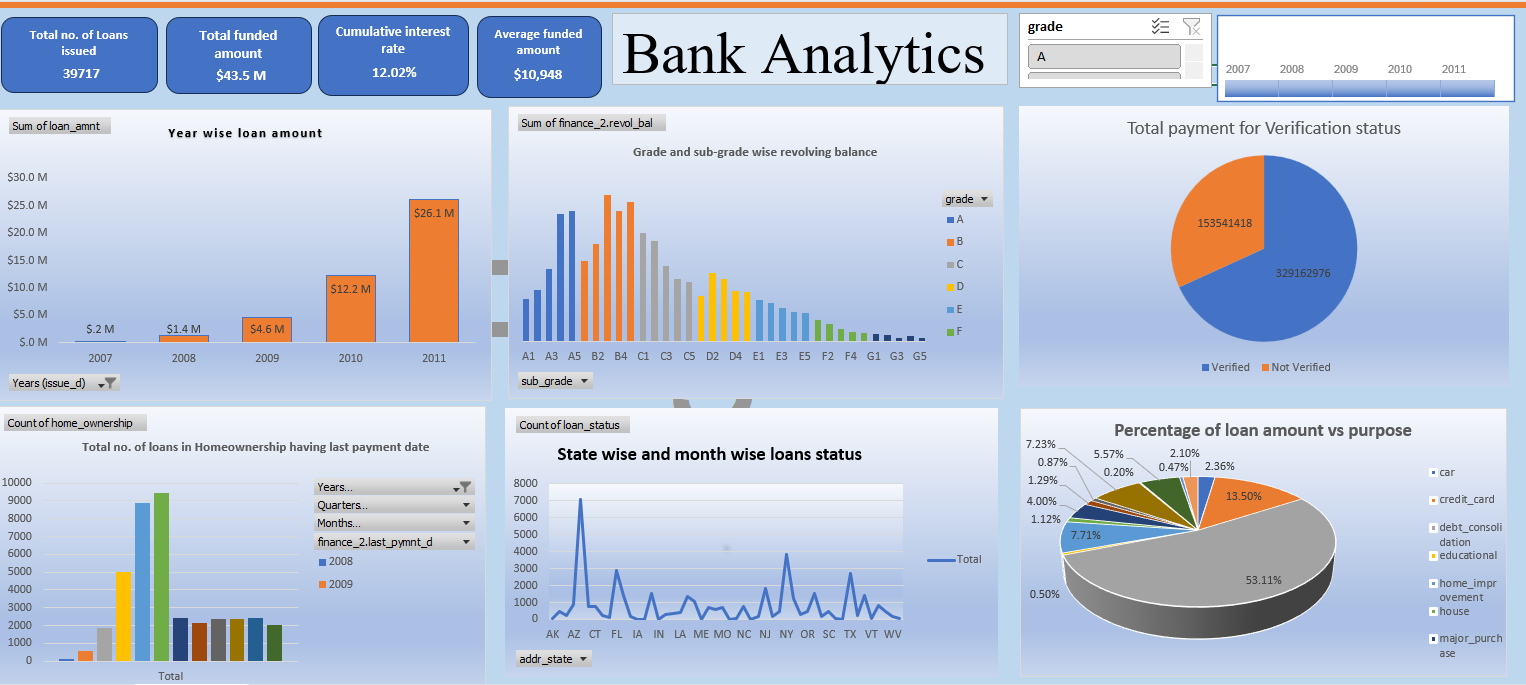 Total no. of Loans
issued
39717
Total funded
amount
$43.5 M
Cumulative interest
rate
12.02%
Average funded
amount
$10,948
Bank Analytics
grade
A
2007 2008 2009 2010 2011
Sum of loan_amnt
Year wise loan amount
$30.0 M
$25.0 M
$20.0 M
$15.0 M
$10.0 M
$5.0 M
$.0 M
$.2 M
$1.4 M
$4.6 M
$12.2 M
$26.1 M
2007 2008 2009 2010 2011
Years (issue_d)
Sum of finance_2.revol_bal
Grade and sub-grade wise revolving balance
grade
A
B
C
D
E
F
A1 A3 A5 B2 B4 C1 C3 C5 D2 D4 E1 E3 E5 F2 F4 G1 G3 G5
sub_grade
Total payment for Verification status
153541418
329162976
Verified Not Verified
Count of home_ownership
Total no. of loans in Homeownership having last payment date
10000
9000
8000
7000
6000
5000
4000
3000
2000
1000
0
Total
Years...
Quarters...
Months...
finance_2.last_pymnt_d
2008
2009
Count of loan_status
State wise and month wise loans status
8000
7000
6000
5000
4000
3000
2000
1000
0
AK AZ CT FL IA IN LA ME MO NC NJ NY OR SC TX VT WV
Total
addr_state
Percentage of loan amount vs purpose
7.23%
0.87%
1.29%
4.00%
1.12%
7.71%
0.50%
5.57%
0.20%
2.10%
0.47%
2.36%
13.50%
53.11%
car
credit_card
debt_consoli
dation
educational
home_impr
ovement
house
major_purch
ase